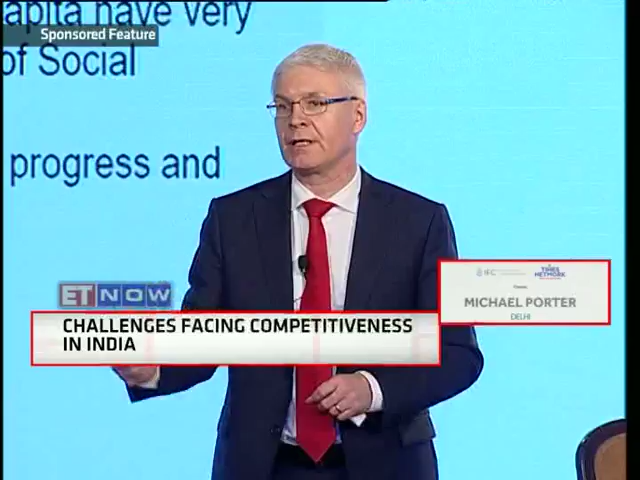 apita have very
Sponsored Feature
of Social
progress and
IFC
TIMES
NETWORK
MICHAEL PORTER
DELHI
ET NOW
CHALLENGES FACING COMPETITIVENESS
IN INDIA